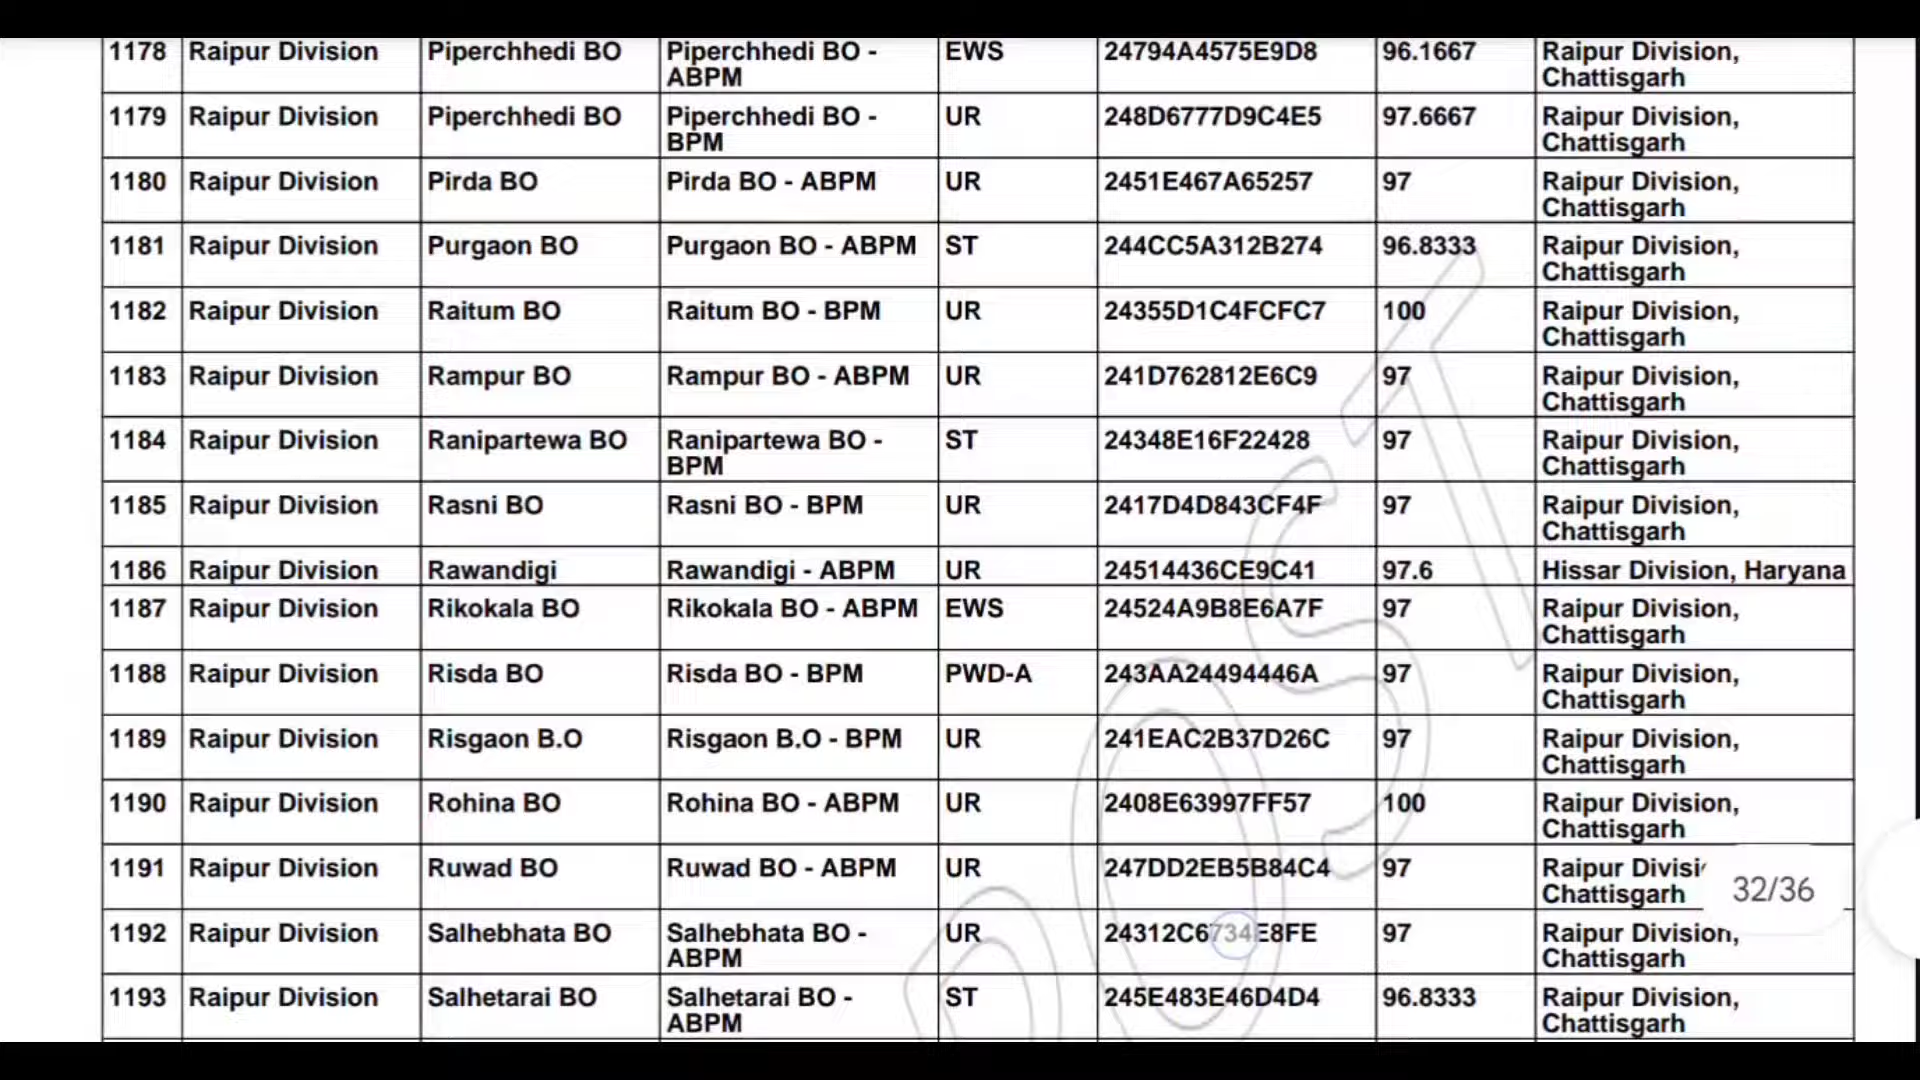 1178 Raipur Division Piperchhedi BO Piperchhedi BO - EWS 24794A4575E9D8 96.1667 Raipur Division,
ABPM Chattisgarh
1179 Raipur Division Piperchhedi BO Piperchhedi BO - UR 248D6777D9C4E5 97.6667 Raipur Division,
BPM Chattisgarh
1180 Raipur Division Pirda BO Pirda BO - ABPM UR 2451E467A65257 97 Raipur Division,
Chattisgarh
1181 Raipur Division Purgaon BO Purgaon BO - ABPM ST 244CC5A312B274 96.8333 Raipur Division,
Chattisgarh
1182 Raipur Division Raitum BO Raitum BO - BPM UR 24355D1C4FCFC7 100 Raipur Division,
Chattisgarh
1183 Raipur Division Rampur BO Rampur BO - ABPM UR 241D762812E6C9 97 Raipur Division,
Chattisgarh
1184 Raipur Division Ranipartewa BO Ranipartewa BO - ST 24348E16F22428 97 Raipur Division,
BPM Chattisgarh
1185 Raipur Division Rasni BO Rasni BO - BPM UR 2417D4D843CF4F 97 Raipur Division,
Chattisgarh
1186 Raipur Division Rawandigi Rawandigi - ABPM UR 24514436CE9C41 97.6 Hissar Division, Haryana
1187 Raipur Division Rikokala BO Rikokala BO - ABPM EWS 24524A9B8E6A7F 97 Raipur Division,
Chattisgarh
1188 Raipur Division Risda BO Risda BO - BPM PWD-A 243AA24494446A 97 Raipur Division,
Chattisgarh
1189 Raipur Division Risgaon B.O Risgaon B.O - BPM UR 241EAC2B37D26C 97 Raipur Division,
Chattisgarh
1190 Raipur Division Rohina BO Rohina BO - ABPM UR 2408E63997FF57 100 Raipur Division,
Chattisgarh
1191 Raipur Division Ruwad BO Ruwad BO - ABPM UR 247DD2EB5B84C4 97 Raipur
Chattisgarh
32/36
1192 Raipur Division Salhebhata BO Salhebhata BO - UR 24312C6734E8FE 97 Raipur Division,
ABPM Chattisgarh
1193 Raipur Division Salhetarai BO Salhetarai BO - ST 245E483E46D4D4 96.8333 Raipur Division,
ABPM Chattisgarh
POST